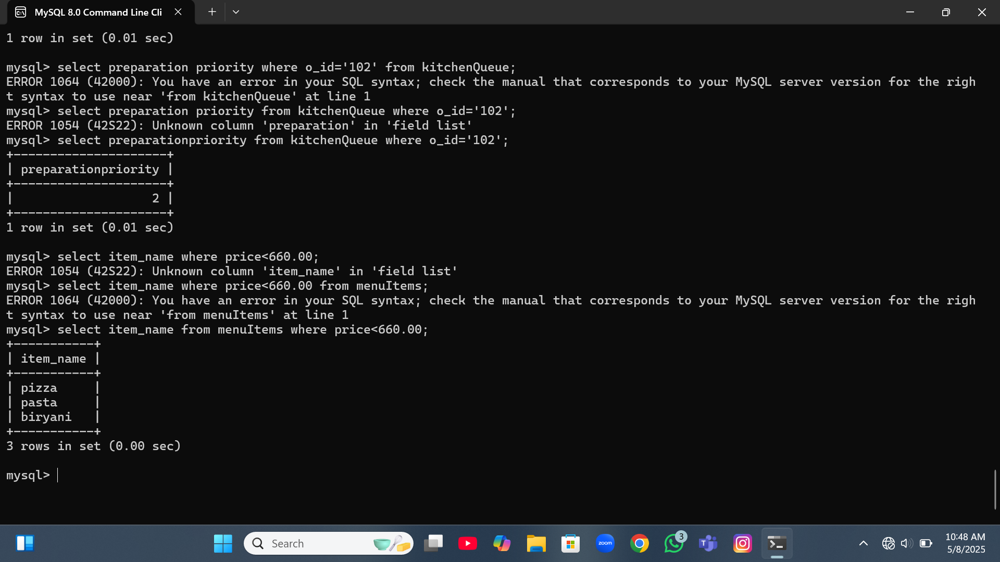 MySQL 8.0 Command Line Cli
1 row in set (0.01 sec)
mysql> select preparation priority where o_id='102' from kitchenQueue;
ERROR 1064 (42000): You have an error in your SQL syntax; check the manual that corresponds to your MySQL server version for the righ
t syntax to use near 'from kitchenQueue' at line 1
mysql> select preparation priority from kitchenQueue where o_id='102';
ERROR 1054 (42S22): Unknown column 'preparation' in 'field list'
mysql> select preparationpriority from kitchenQueue where o_id='102';
+---------------------+
| preparationpriority |
+---------------------+
|                   2 |
+---------------------+
1 row in set (0.01 sec)
mysql> select item_name where price<660.00;
ERROR 1054 (42S22): Unknown column 'item_name' in 'field list'
mysql> select item_name where price<660.00 from menuItems;
ERROR 1064 (42000): You have an error in your SQL syntax; check the manual that corresponds to your MySQL server version for the righ
t syntax to use near 'from menuItems' at line 1
mysql> select item_name from menuItems where price<660.00;
+-----------+
| item_name |
+-----------+
| pizza     |
| pasta     |
| biryani   |
+-----------+
3 rows in set (0.00 sec)
mysql>
Search
zoom
3
T
10:48 AM
5/8/2025